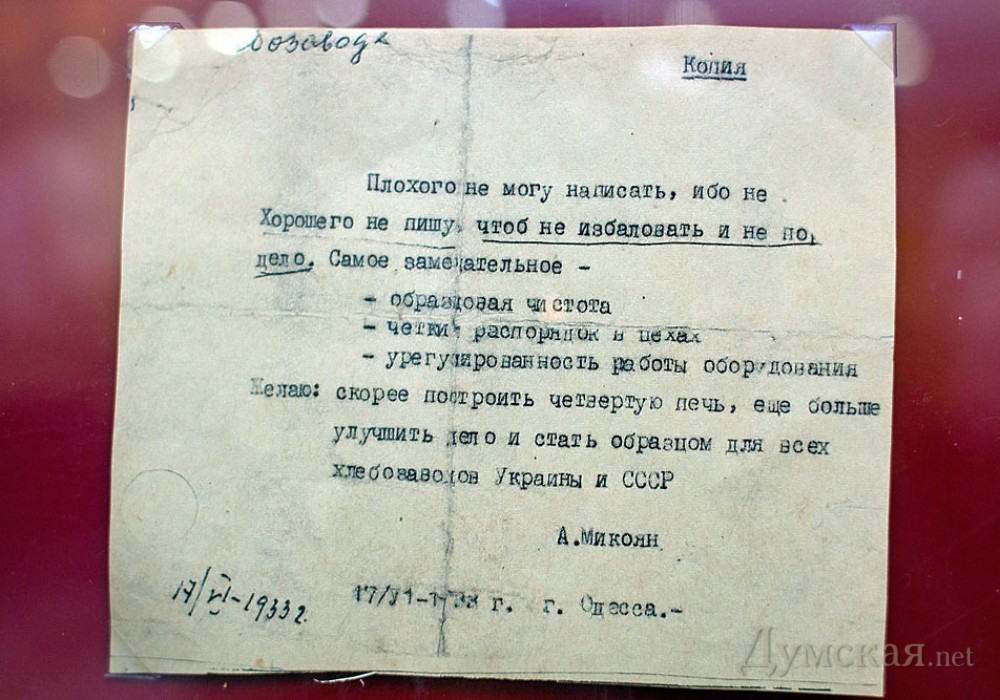 бозавода
Копия
Плохого не могу написать, ибо не
Хорошего не пишу, чтоб не избаловать и не по,
дело. Самое замечательное -
- образцовая чистота
- четкий распорядок в цехах
- урегулированность работы оборудования
Желаю: скорее построить четвертую печь, еще больше
улучшить дело и стать образцом для всех
хлебозаводов Украины и СССР
А.Микоян
17/VI-1933 г. г. Одесса.-
17/VI-1933г.
Думская.net